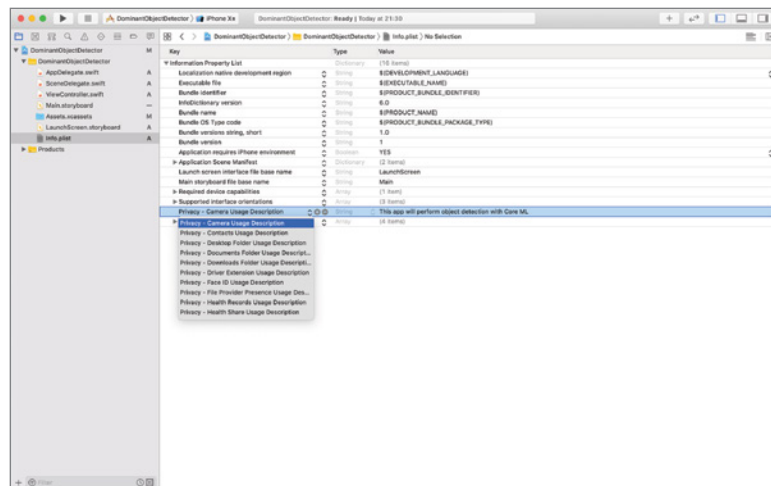 DominantObjectDetector
iPhone Xʀ
DominantObjectDetector: Ready | Today at 21:30
DominantObjectDetector
DominantObjectDetector
Info.plist
No Selection
DominantObjectDetector M
DominantObjectDetector
AppDelegate.swift A
SceneDelegate.swift A
ViewController.swift A
Main.storyboard —
Assets.xcassets M
LaunchScreen.storyboard A
Info.plist A
Products
Key Type Value
Information Property List Dictionary (16 items)
Localization native development region String $(DEVELOPMENT_LANGUAGE)
Executable file String $(EXECUTABLE_NAME)
Bundle identifier String $(PRODUCT_BUNDLE_IDENTIFIER)
InfoDictionary version String 6.0
Bundle name String $(PRODUCT_NAME)
Bundle OS Type code String $(PRODUCT_BUNDLE_PACKAGE_TYPE)
Bundle versions string, short String 1.0
Bundle version String 1
Application requires iPhone environment Boolean YES
Application Scene Manifest Dictionary (2 items)
Launch screen interface file base name String LaunchScreen
Main storyboard file base name String Main
Required device capabilities Array (1 item)
Supported interface orientations Array (3 items)
Privacy - Camera Usage Description String This app will perform object detection with Core ML
Array (4 items)
Privacy - Camera Usage Description
Privacy - Contacts Usage Description
Privacy - Desktop Folder Usage Description
Privacy - Documents Folder Usage Descript...
Privacy - Downloads Folder Usage Descripti...
Privacy - Driver Extension Usage Description
Privacy - Face ID Usage Description
Privacy - File Provider Presence Usage Des...
Privacy - Health Records Usage Description
Privacy - Health Share Usage Description
Filter